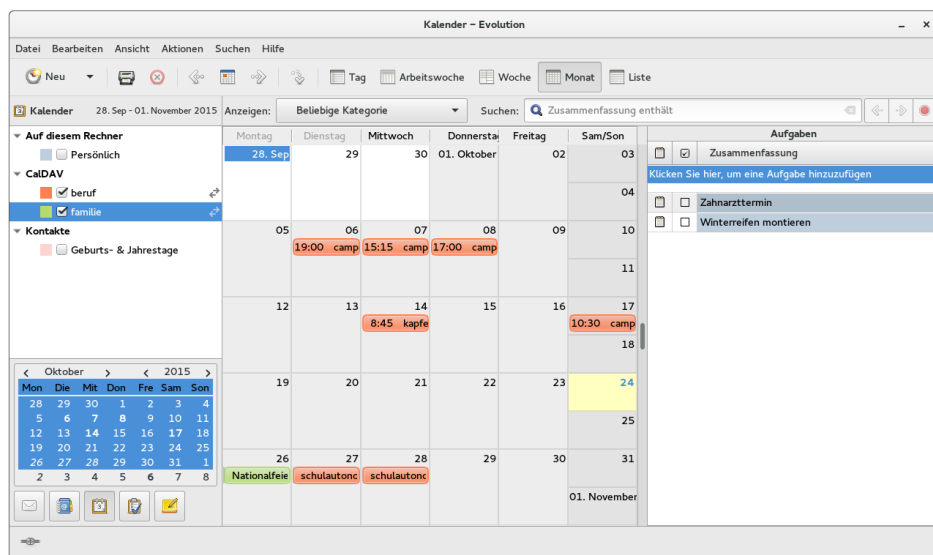 Kalender – Evolution
Datei Bearbeiten Ansicht Aktionen Suchen Hilfe
Neu Tag Arbeitswoche Woche Monat Liste
Kalender 28. Sep - 01. November 2015 Anzeigen: Beliebige Kategorie Suchen: Zusammenfassung enthält
Auf diesem Rechner
Persönlich
CalDAV
beruf
familie
Kontakte
Geburts- & Jahrestage
Oktober 2015
Mon Die Mit Don Fre Sam Son
28 29 30 1 2 3 4
5 6 7 8 9 10 11
12 13 14 15 16 17 18
19 20 21 22 23 24 25
26 27 28 29 30 31 1
2 3 4 5 6 7 8
Montag Dienstag Mittwoch Donnersta Freitag Sam/Son
28. Sep 29 30 01. Oktober 02 03
04
05 06 07 08 09 10
19:00 camp 15:15 camp 17:00 camp
11
12 13 14 15 16 17
8:45 kapfe 10:30 camp
18
19 20 21 22 23 24
25
26 27 28 29 30 31
Nationalfeie schulautonc schulautonc
01. November
Aufgaben
Zusammenfassung
Klicken Sie hier, um eine Aufgabe hinzuzufügen
Zahnarzttermin
Winterreifen montieren